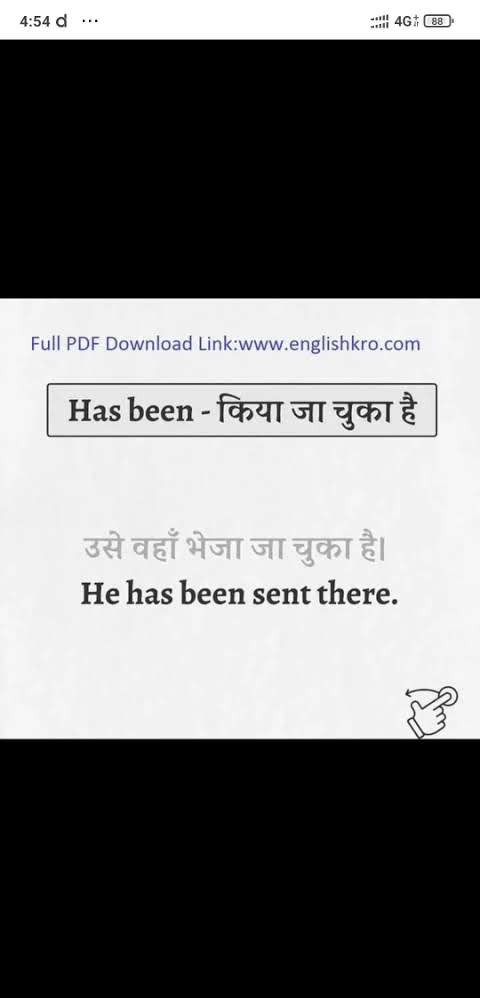 4:54 d ...
4G 88
Full PDF Download Link:www.englishkro.com
Has been - किया जा चुका है
उसे वहाँ भेजा जा चुका है।
He has been sent there.